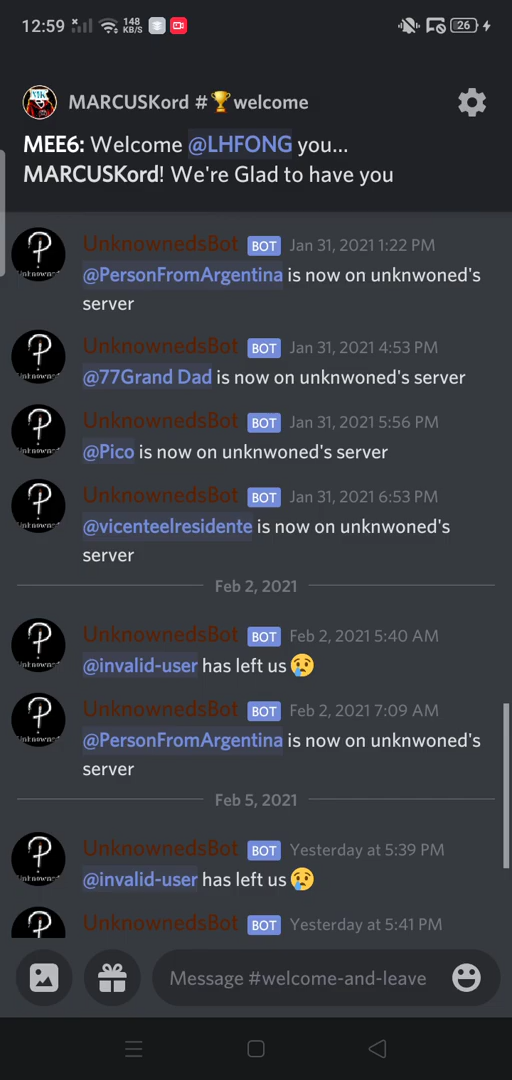 12:59 148 KB/S 26
MARCUSKord #🏆welcome
MEE6: Welcome @LHFONG you...
MARCUSKord! We're Glad to have you
UnknownedsBot BOT Jan 31, 2021 1:22 PM
@PersonFromArgentina is now on unknwoned's
server
UnknownedsBot BOT Jan 31, 2021 4:53 PM
@77Grand Dad is now on unknwoned's server
UnknownedsBot BOT Jan 31, 2021 5:56 PM
@Pico is now on unknwoned's server
UnknownedsBot BOT Jan 31, 2021 6:53 PM
@vicenteelresidente is now on unknwoned's
server
Feb 2, 2021
UnknownedsBot BOT Feb 2, 2021 5:40 AM
@invalid-user has left us😢
UnknownedsBot BOT Feb 2, 2021 7:09 AM
@PersonFromArgentina is now on unknwoned's
server
Feb 5, 2021
UnknownedsBot BOT Yesterday at 5:39 PM
@invalid-user has left us😢
UnknownedsBot BOT Yesterday at 5:41 PM
Message #welcome-and-leave